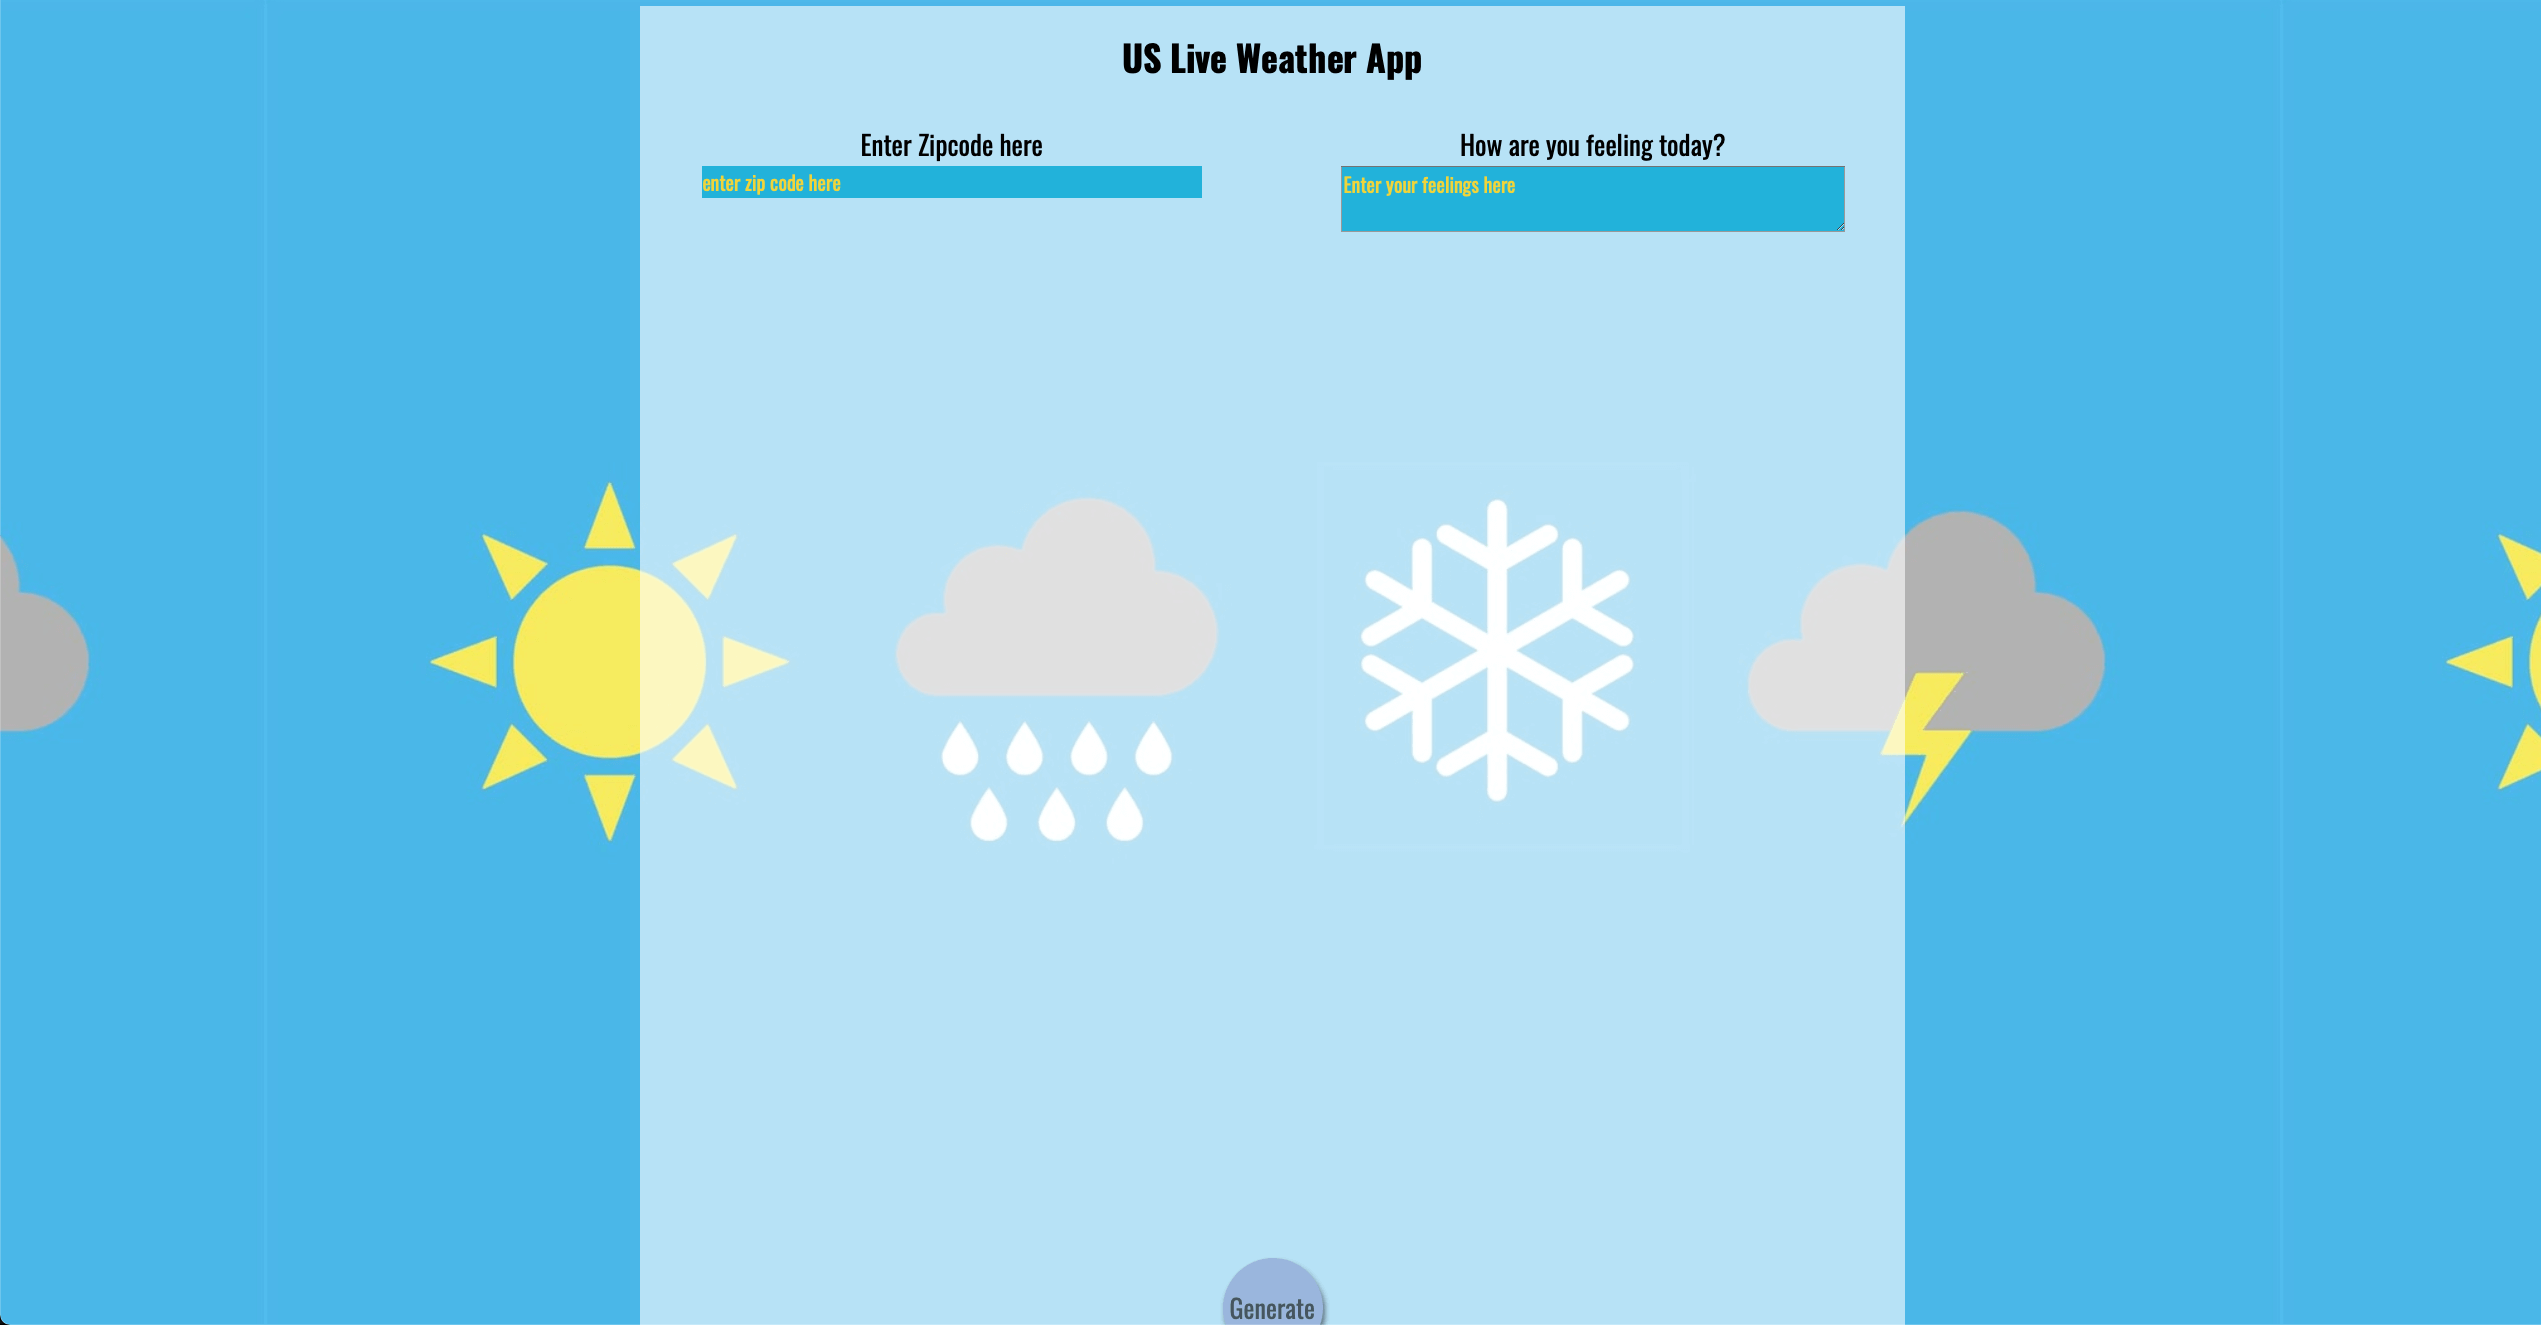 US Live Weather App
Enter Zipcode here
enter zip code here
How are you feeling today?
Enter your feelings here
Generate